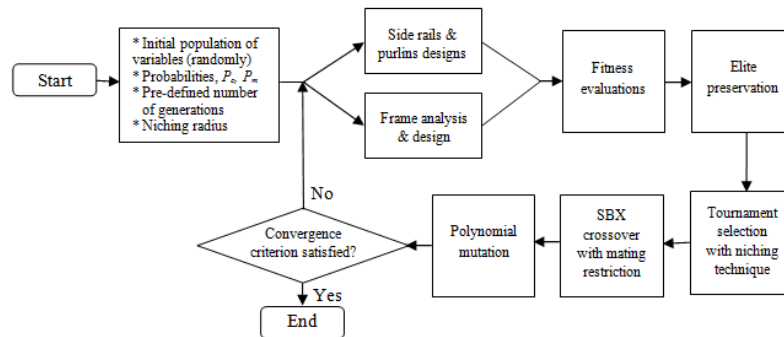 Start
* Initial population of
variables (randomly)
* Probabilities, Pc, Pm
* Pre-defined number
of generations
* Niching radius
Side rails &
purlins designs
Frame analysis
& design
Fitness
evaluations
Elite
preservation
Tournament
selection
with niching
technique
SBX
crossover
with mating
restriction
Polynomial
mutation
Convergence
criterion satisfied?
No
Yes
End